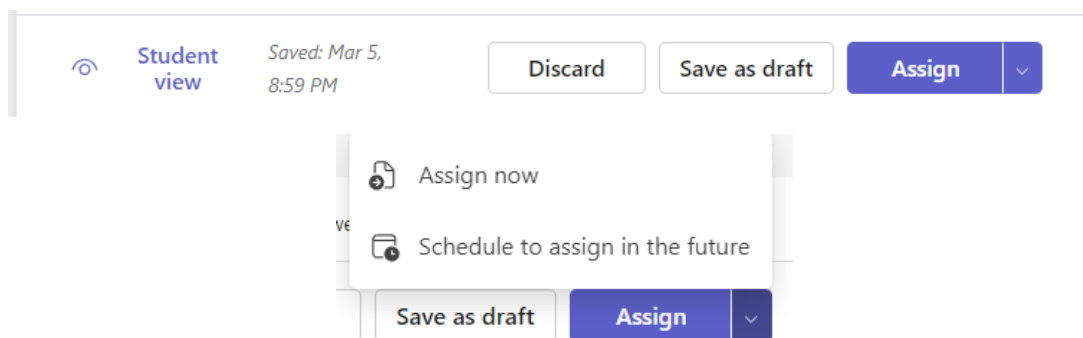 Student view
Saved: Mar 5, 8:59 PM
Discard
Save as draft
Assign
Assign now
Schedule to assign in the future
Save as draft
Assign